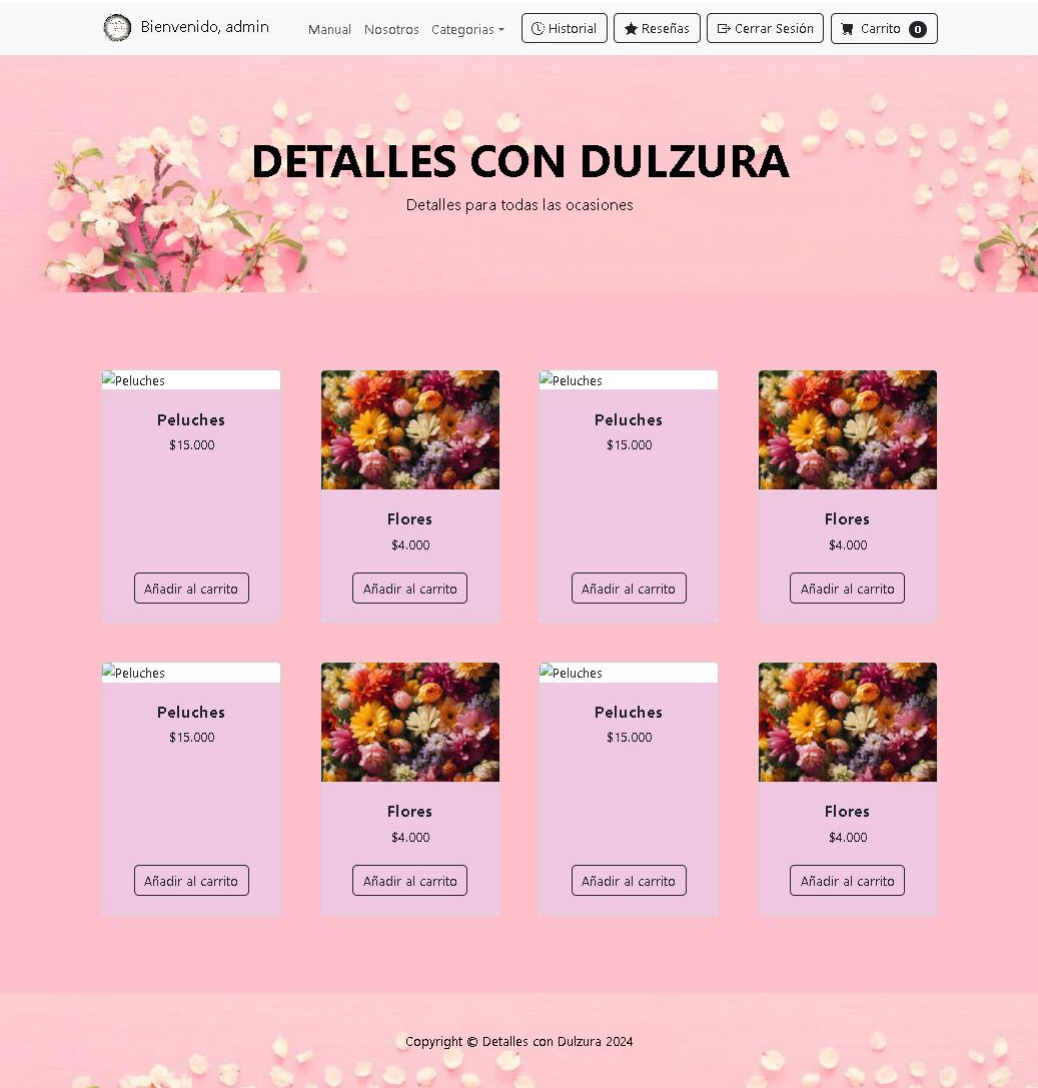 Bienvenido, admin Manual Nosotros Categorias Historial Reseñas Cerrar Sesión Carrito 0
DETALLES CON DULZURA
Detalles para todas las ocasiones
Peluches
Peluches
$15.000
Añadir al carrito
Flores
$4.000
Añadir al carrito
Peluches
Peluches
$15.000
Añadir al carrito
Flores
$4.000
Añadir al carrito
Peluches
Peluches
$15.000
Añadir al carrito
Flores
$4.000
Añadir al carrito
Peluches
Peluches
$15.000
Añadir al carrito
Flores
$4.000
Añadir al carrito
Copyright © Detalles con Dulzura 2024